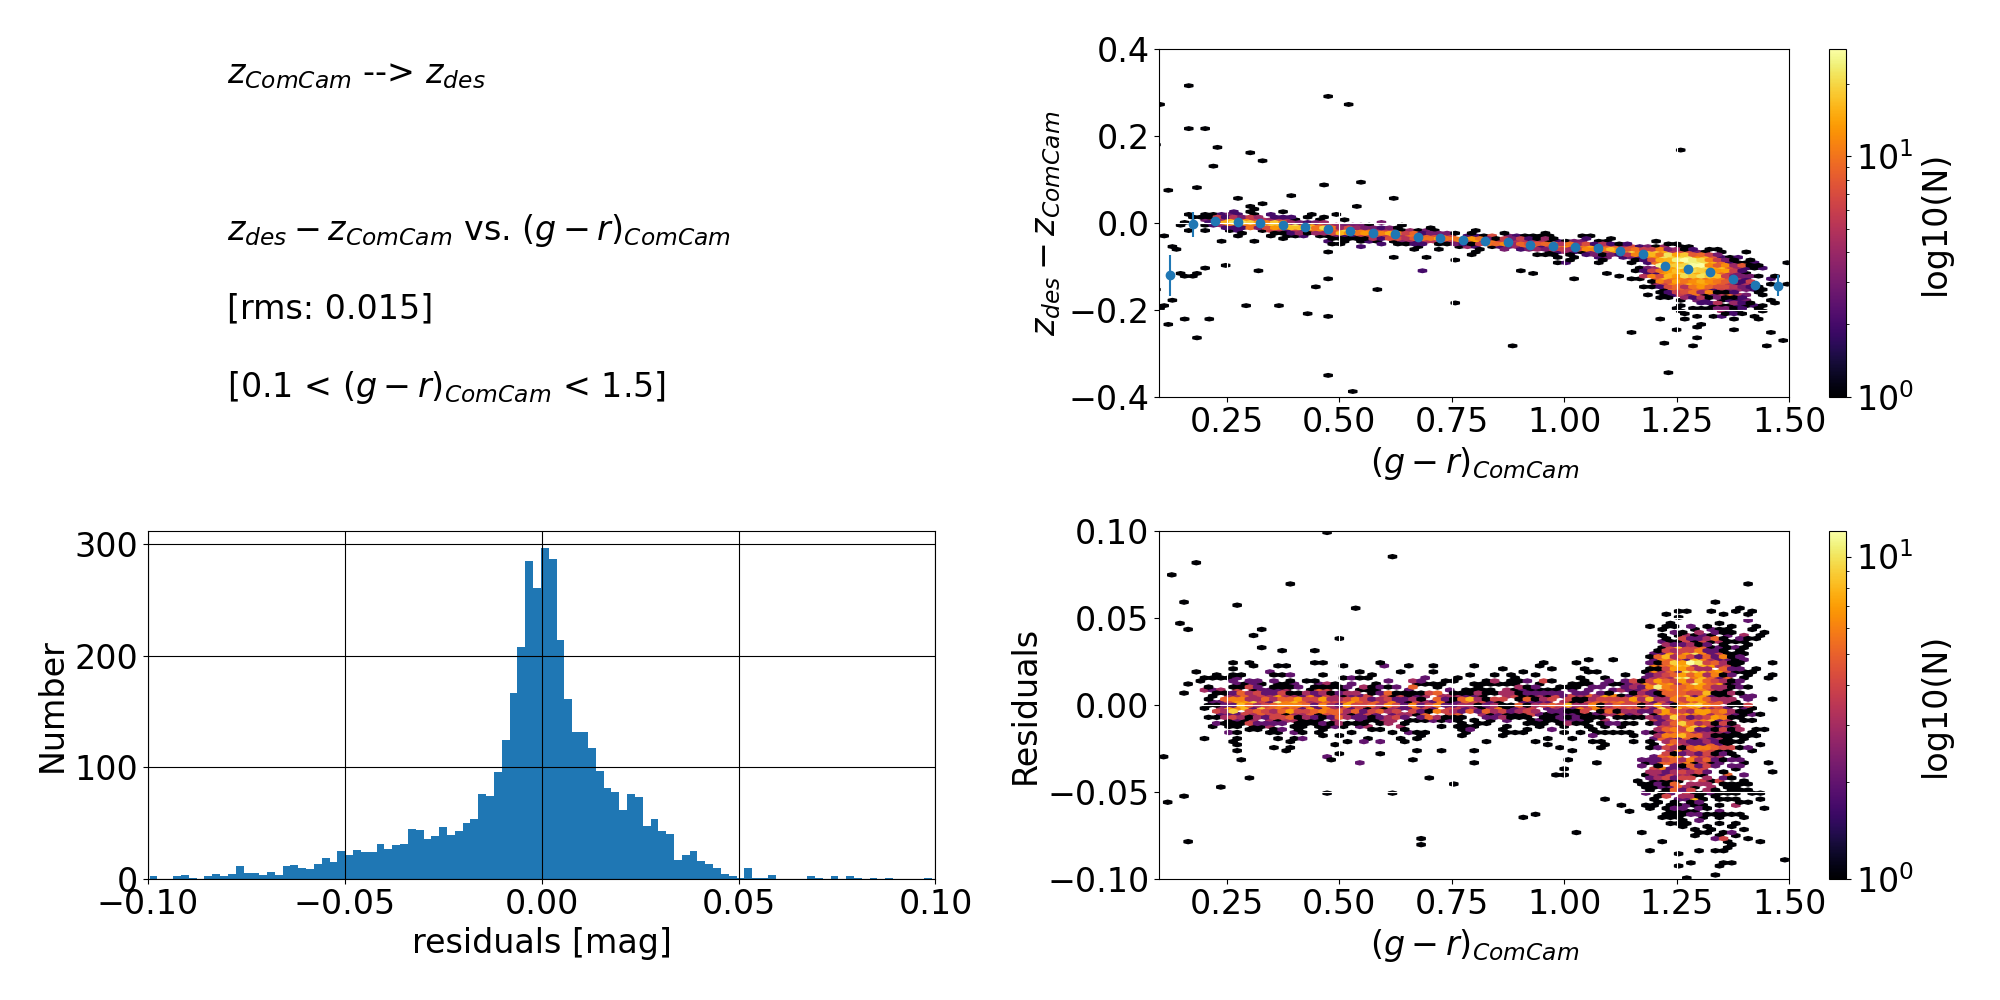 z_ComCam --> z_des
z_des − z_ComCam vs. (g − r)_ComCam
[rms: 0.015]
[0.1 < (g − r)_ComCam < 1.5]
0.4
0.2
0.0
−0.2
−0.4
z_des − z_ComCam
0.25 0.50 0.75 1.00 1.25 1.50
(g − r)_ComCam
10^1
10^0
log10(N)
300
200
100
0
Number
−0.10 −0.05 0.00 0.05 0.10
residuals [mag]
0.10
0.05
0.00
−0.05
−0.10
Residuals
0.25 0.50 0.75 1.00 1.25 1.50
(g − r)_ComCam
10^1
10^0
log10(N)